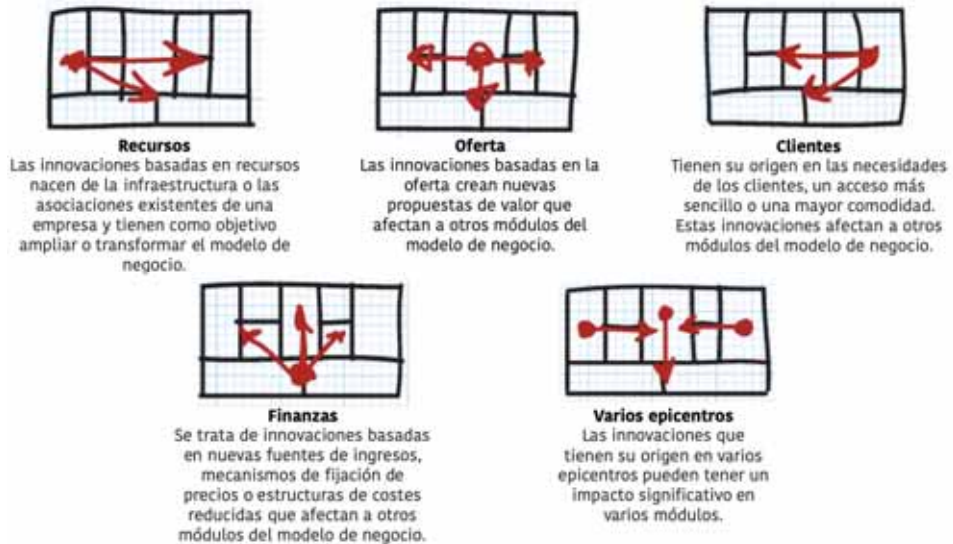 Recursos
Las innovaciones basadas en recursos
nacen de la infraestructura o las
asociaciones existentes de una
empresa y tienen como objetivo
ampliar o transformar el modelo de
negocio.
Oferta
Las innovaciones basadas en la
oferta crean nuevas
propuestas de valor que
afectan a otros módulos del
modelo de negocio.
Clientes
Tienen su origen en las necesidades
de los clientes, un acceso más
sencillo o una mayor comodidad.
Estas innovaciones afectan a otros
módulos del modelo de negocio.
Finanzas
Se trata de innovaciones basadas
en nuevas fuentes de ingresos,
mecanismos de fijación de
precios o estructuras de costes
reducidas que afectan a otros
módulos del modelo de negocio.
Varios epicentros
Las innovaciones que
tienen su origen en varios
epicentros pueden tener un
impacto significativo en
varios módulos.